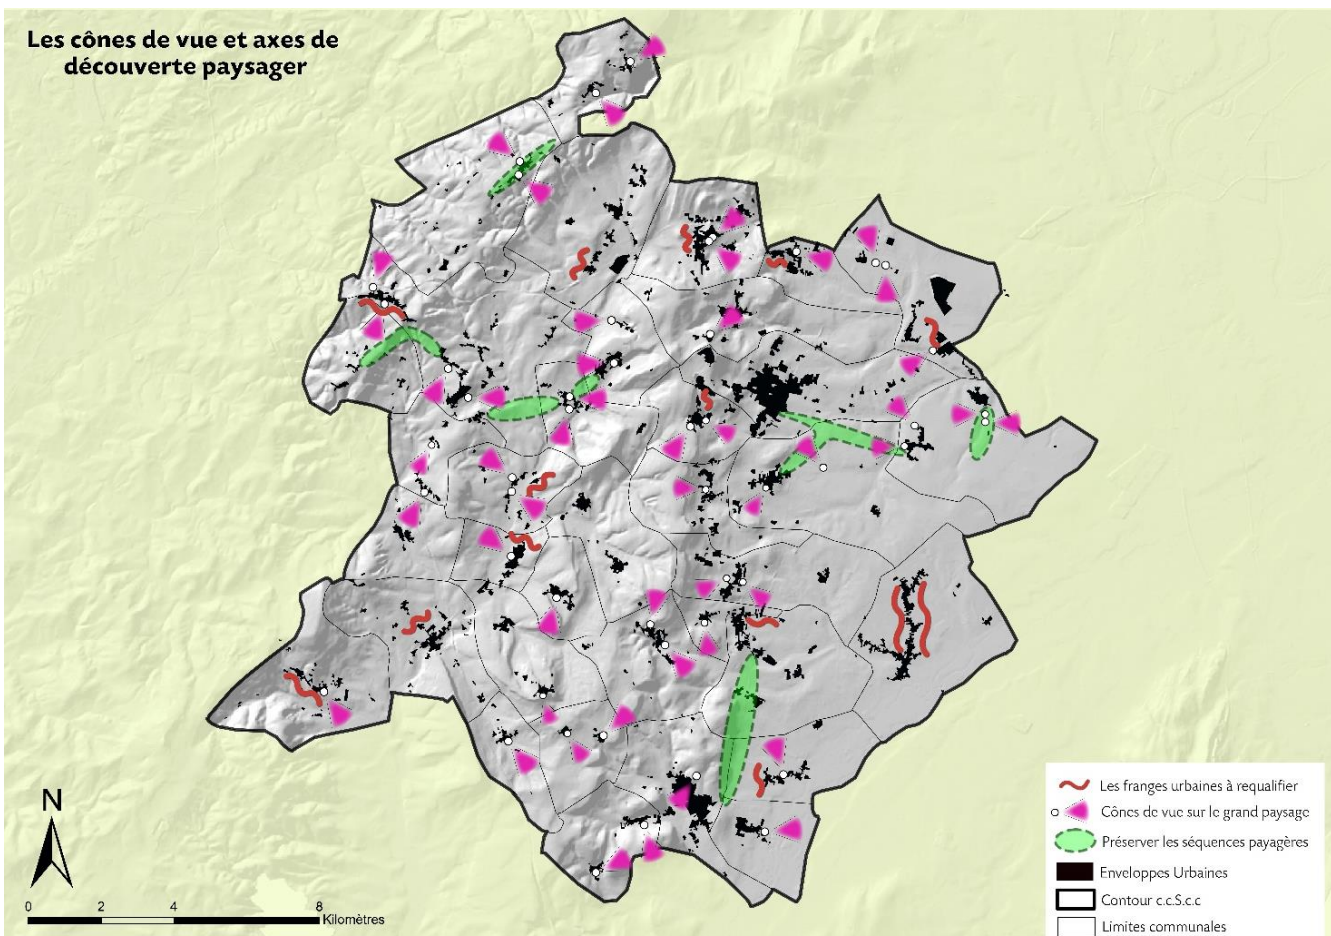 Les cônes de vue et axes de
découverte paysager
N
0 2 4 8
Kilomètres
Les franges urbaines à requalifier
Cônes de vue sur le grand paysage
Préserver les séquences payagères
Enveloppes Urbaines
Contour c.c.S.c.c
Limites communales